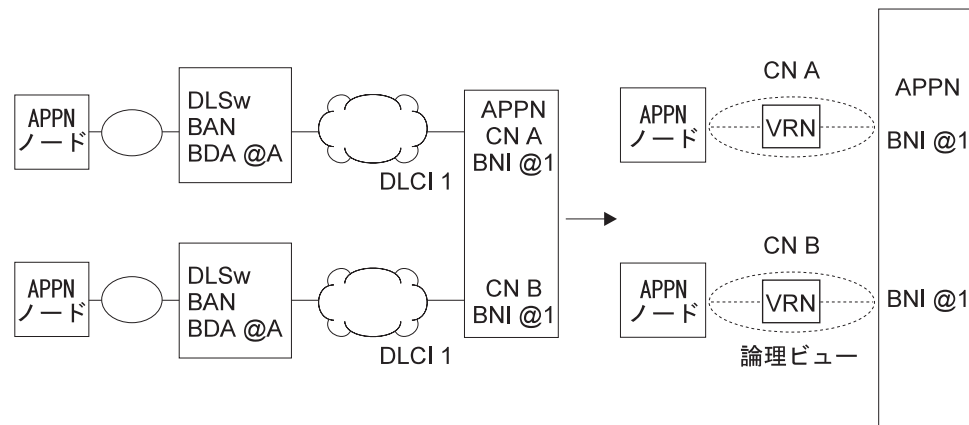 APPN
ノード
DLSw
BAN
BDA @A
DLCI 1
APPN
CN A
BNI @1
APPN
ノード
DLSw
BAN
BDA @A
DLCI 1
CN B
BNI @1
CN A
APPN
ノード
VRN
APPN
BNI @1
CN B
APPN
ノード
VRN
BNI @1
論理ビュー